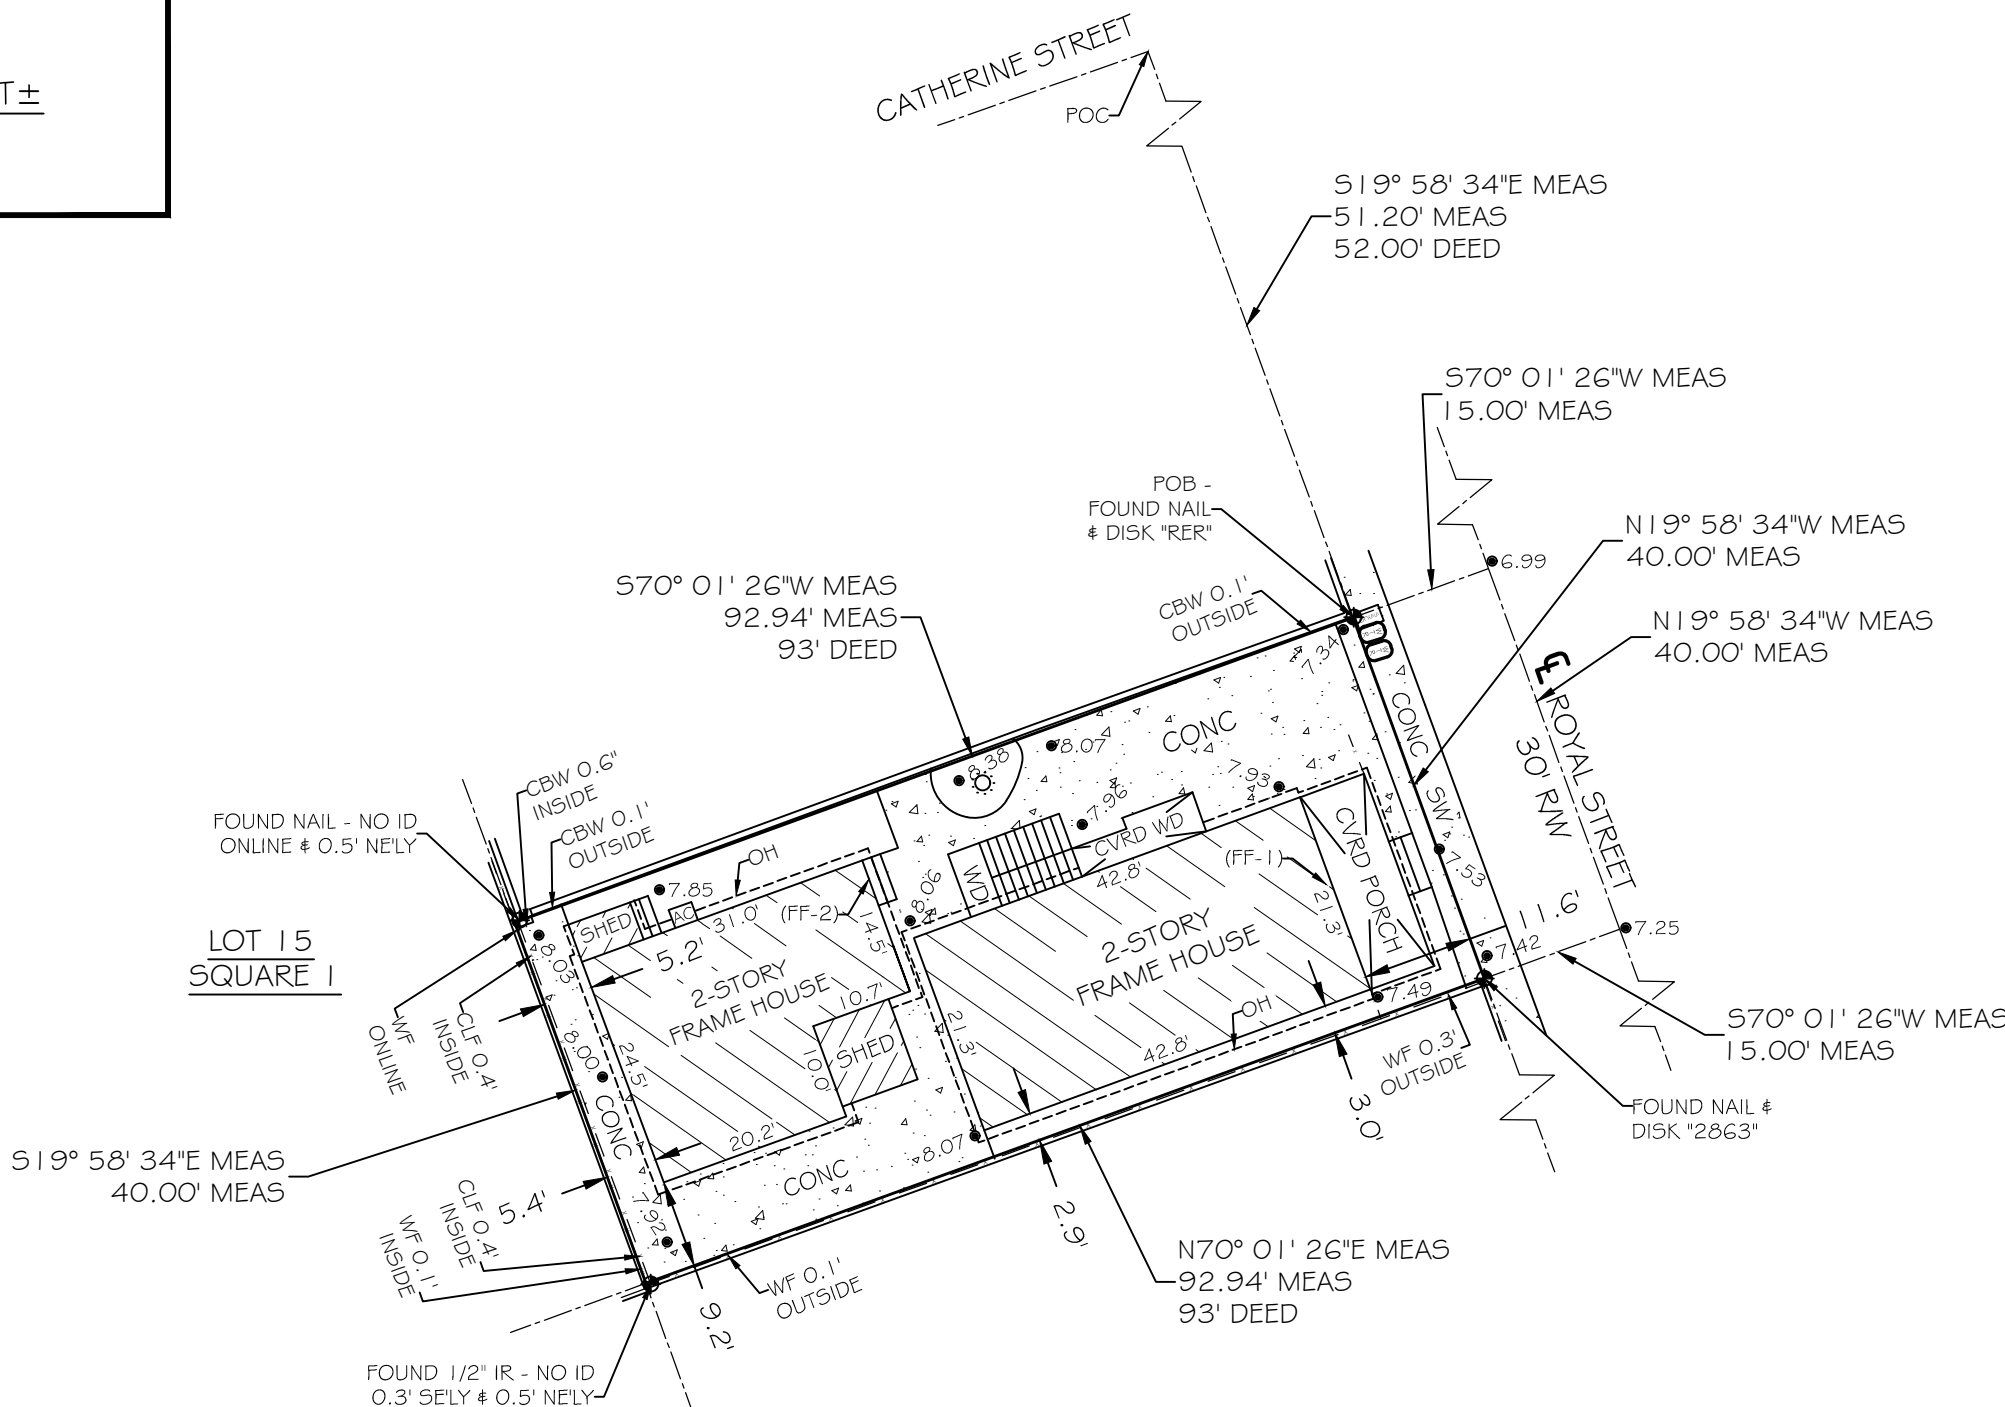 T±
CATHERINE STREET
POC
S19° 58' 34"E MEAS
51.20' MEAS
52.00' DEED
S70° 01' 26"W MEAS
15.00' MEAS
POB -
FOUND NAIL
& DISK "RER"
N19° 58' 34"W MEAS
40.00' MEAS
6.99
S70° 01' 26"W MEAS
92.94' MEAS
93' DEED
CBW 0.1'
OUTSIDE
N19° 58' 34"W MEAS
40.00' MEAS
7.34
CONC
CONC
SW
℄ ROYAL STREET
30' R/W
8.07
8.38
7.93
7.96
CBW 0.6"
INSIDE
CBW 0.1'
OUTSIDE
FOUND NAIL - NO ID
ONLINE & 0.5' NE'LY
OH
CVRD WD
WD
42.8'
(FF-1)
CVRD PORCH
21.3'
7.53
7.85
AC
31.0'
(FF-2)
8.06
14.5'
SHED
5.2'
2-STORY
FRAME HOUSE
2-STORY
FRAME HOUSE
11.6'
7.42
7.25
7.49
LOT 15
SQUARE 1
8.03
WF
ONLINE
CLF 0.4'
INSIDE
8.00
24.5'
10.7'
10.0'
SHED
21.3'
OH
42.8'
WF 0.3'
OUTSIDE
3.0'
S70° 01' 26"W MEAS
15.00' MEAS
FOUND NAIL &
DISK "2863"
CONC
20.2'
8.07
CONC
S19° 58' 34"E MEAS
40.00' MEAS
CLF 0.4'
INSIDE
WF 0.1'
INSIDE
5.4'
7.92
2.9'
N70° 01' 26"E MEAS
92.94' MEAS
93' DEED
WF 0.1'
OUTSIDE
9.2'
FOUND 1/2" IR - NO ID
0.3' SE'LY & 0.5' NE'LY